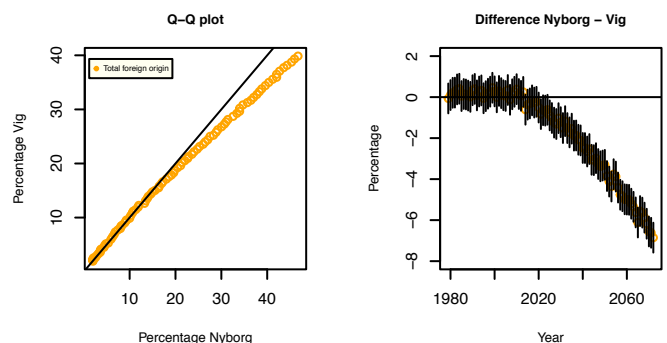 Q−Q plot
Percentage Vig
40
30
20
10
Total foreign origin
10 20 30 40
Percentage Nyborg
Difference Nyborg − Vig
Percentage
2
0
−2
−4
−6
−8
1980 2020 2060
Year